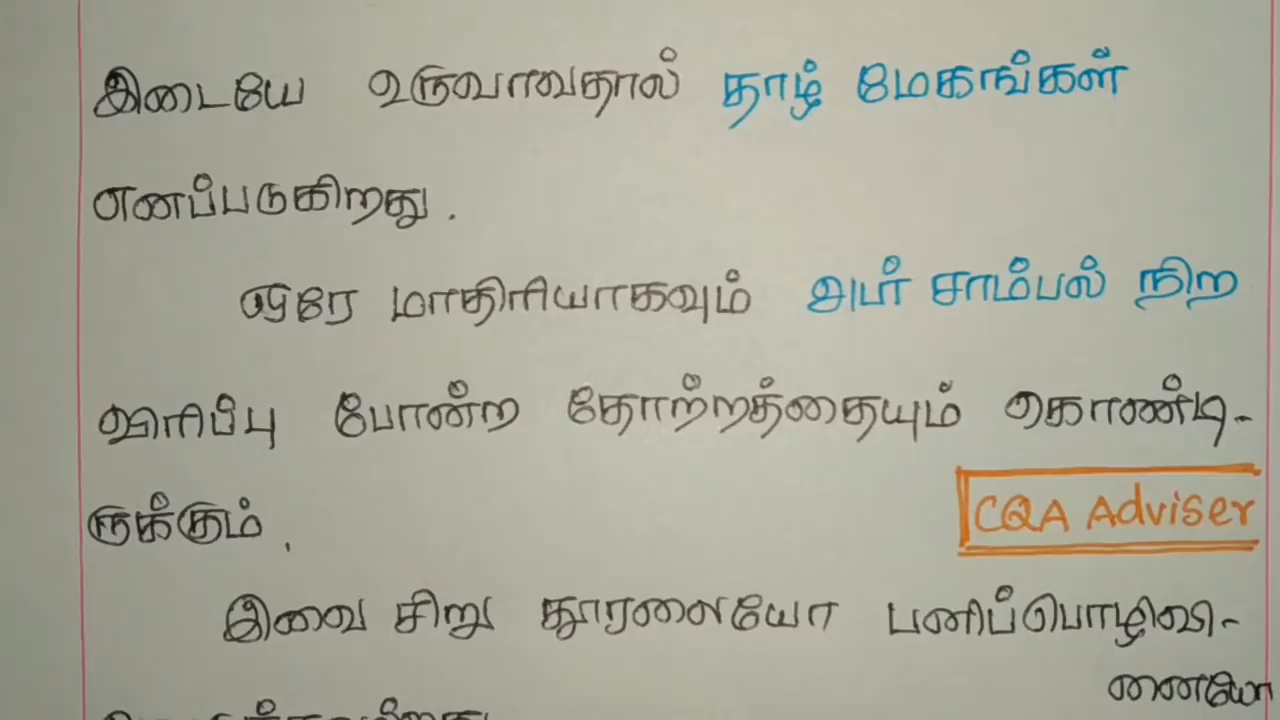 இடையே உருவாவதால் தாழ் மேகங்கள்
எனப்படுகிறது.
ஒரே மாதிரியாகவும் அடர் சாம்பல் நிற
விரிப்பு போன்ற தோற்றத்தையும் கொண்டி-
ருக்கும்.
CQA Adviser
இவை சிறு தூரலையோ பனிப்பொழிவி-
னையோ